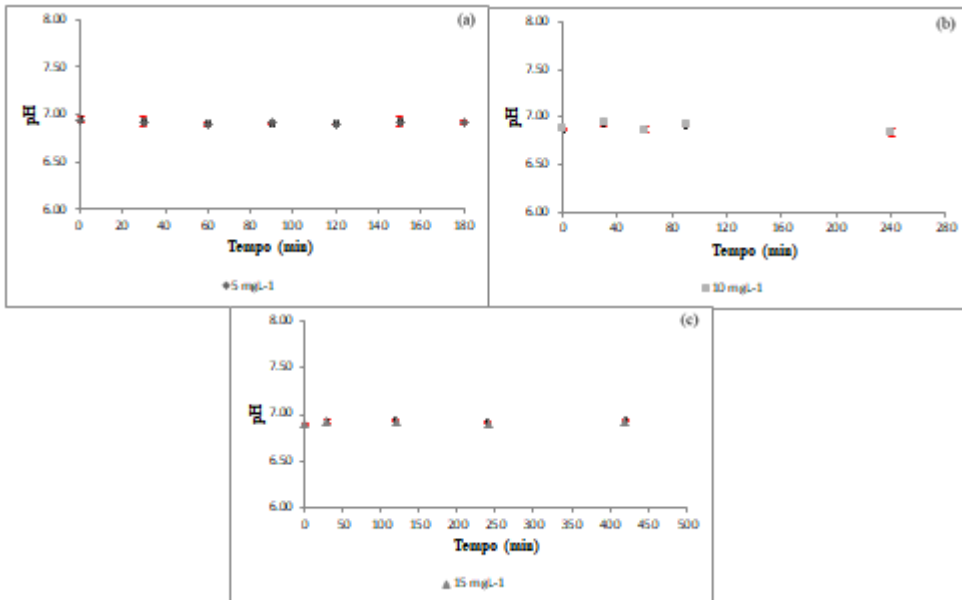 (a)
8.00
7.50
7.00
6.50
6.00
pH
0 20 40 60 80 100 120 140 160 180
Tempo (min)
5 mgL-1
(b)
8.00
7.50
7.00
6.50
6.00
pH
0 40 80 120 160 200 240 280
Tempo (min)
10 mgL-1
(c)
8.00
7.50
7.00
6.50
6.00
pH
0 50 100 150 200 250 300 350 400 450 500
Tempo (min)
15 mgL-1